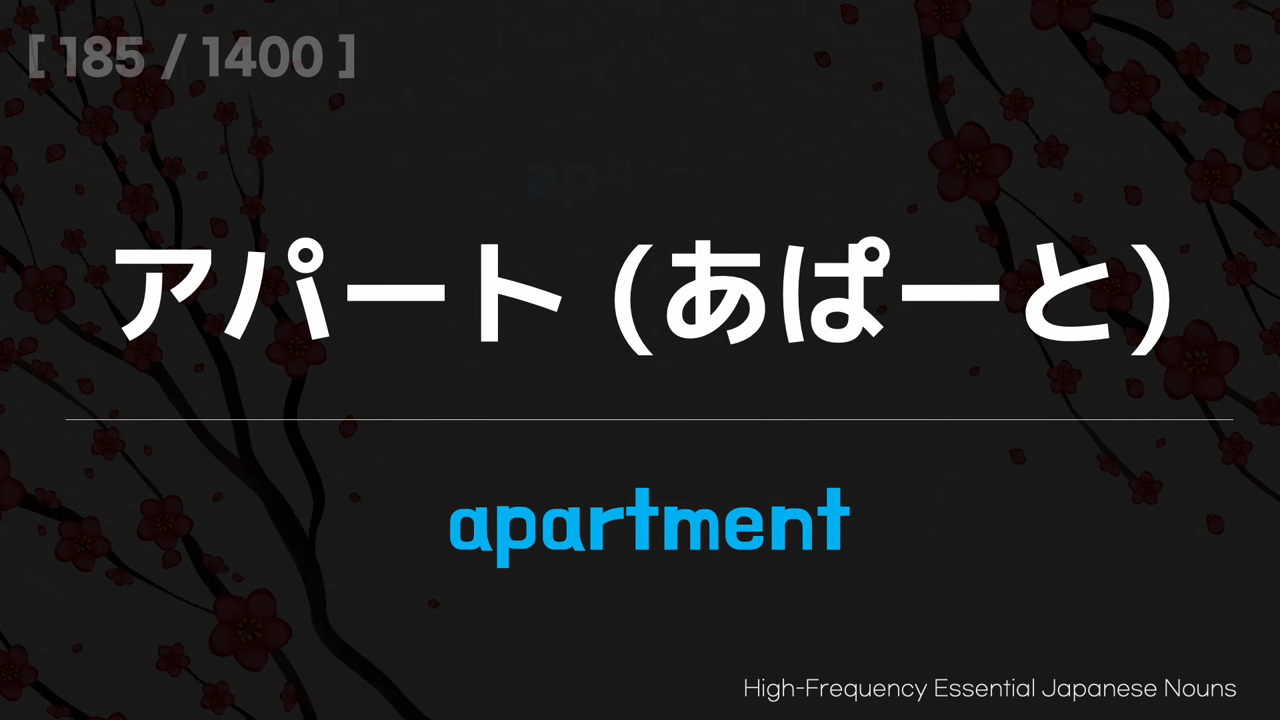 [ 185 / 1400 ]
アパート (あぱーと)
apartment
High-Frequency Essential Japanese Nouns